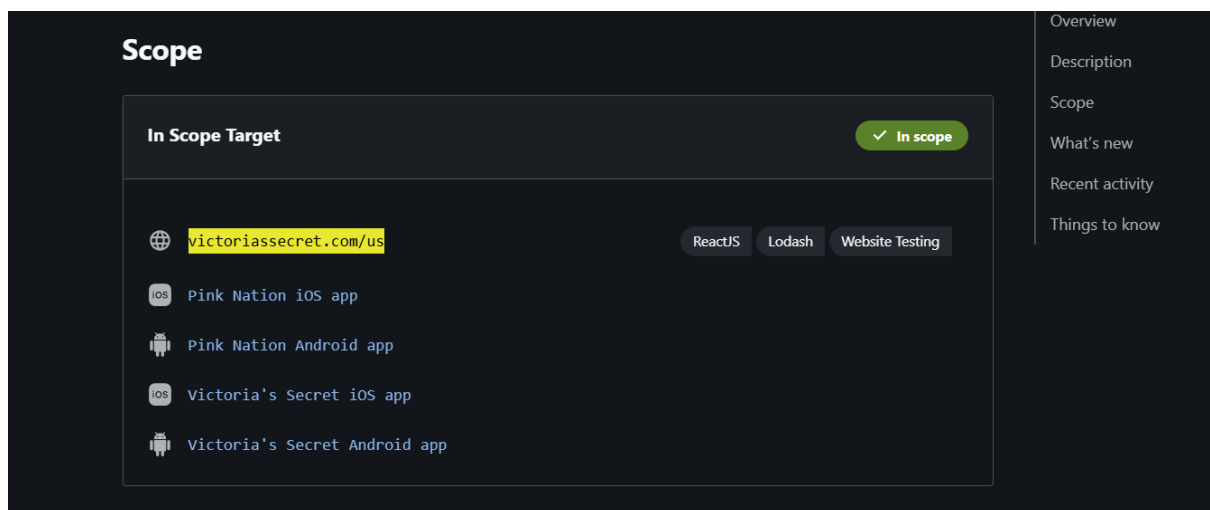 Scope
In Scope Target
✓ In scope
victoriassecret.com/us
ReactJS Lodash Website Testing
iOS Pink Nation iOS app
Pink Nation Android app
iOS Victoria's Secret iOS app
Victoria's Secret Android app
Overview
Description
Scope
What's new
Recent activity
Things to know